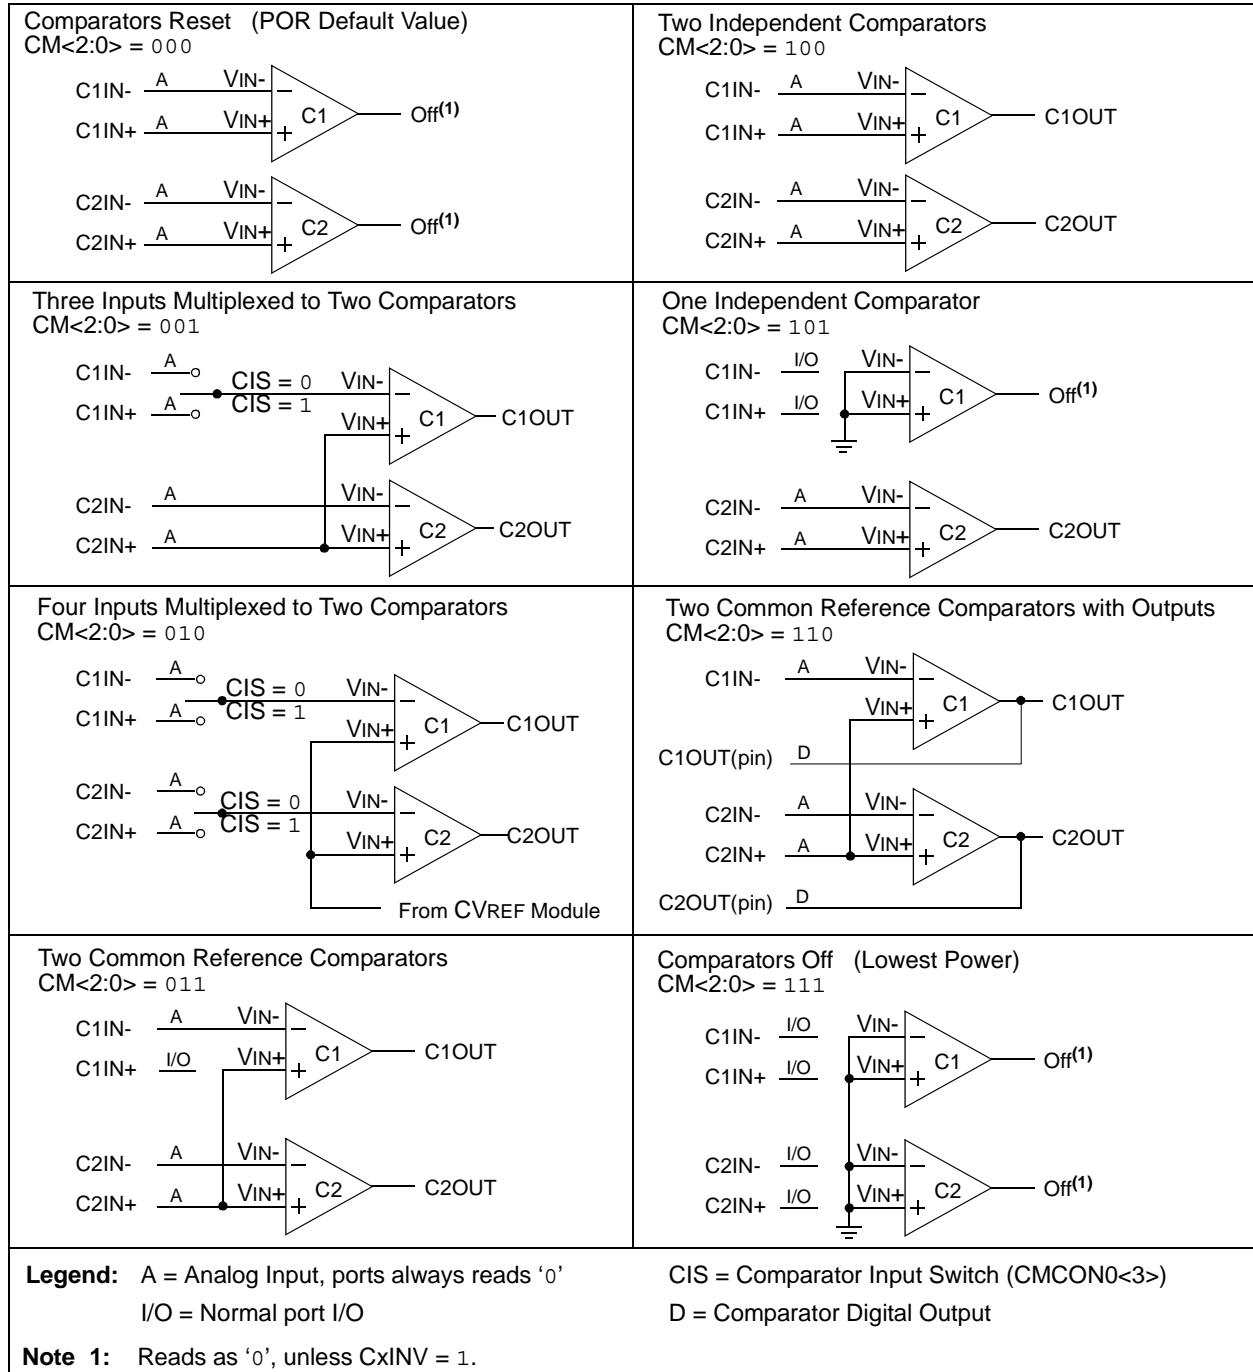 Comparators Reset (POR Default Value)
CM<2:0> = 000
C1IN- A VIN-
C1IN+ A VIN+ C1 Off(1)
C2IN- A VIN-
C2IN+ A VIN+ C2 Off(1)
Two Independent Comparators
CM<2:0> = 100
C1IN- A VIN-
C1IN+ A VIN+ C1 C1OUT
C2IN- A VIN-
C2IN+ A VIN+ C2 C2OUT
Three Inputs Multiplexed to Two Comparators
CM<2:0> = 001
C1IN- A
CIS = 0 VIN-
C1IN+ A CIS = 1
VIN+ C1 C1OUT
C2IN- A VIN-
C2IN+ A VIN+ C2 C2OUT
One Independent Comparator
CM<2:0> = 101
C1IN- I/O VIN-
C1IN+ I/O VIN+ C1 Off(1)
C2IN- A VIN-
C2IN+ A VIN+ C2 C2OUT
Four Inputs Multiplexed to Two Comparators
CM<2:0> = 010
C1IN- A
CIS = 0 VIN-
C1IN+ A CIS = 1
VIN+ C1 C1OUT
C2IN- A
CIS = 0 VIN-
C2IN+ A CIS = 1
VIN+ C2 C2OUT
From CVREF Module
Two Common Reference Comparators with Outputs
CM<2:0> = 110
C1IN- A VIN-
VIN+ C1 C1OUT
C1OUT(pin) D
C2IN- A VIN-
C2IN+ A VIN+ C2 C2OUT
C2OUT(pin) D
Two Common Reference Comparators
CM<2:0> = 011
C1IN- A VIN-
C1IN+ I/O VIN+ C1 C1OUT
C2IN- A VIN-
C2IN+ A VIN+ C2 C2OUT
Comparators Off (Lowest Power)
CM<2:0> = 111
C1IN- I/O VIN-
C1IN+ I/O VIN+ C1 Off(1)
C2IN- I/O VIN-
C2IN+ I/O VIN+ C2 Off(1)
Legend: A = Analog Input, ports always reads ‘0’ CIS = Comparator Input Switch (CMCON0<3>)
I/O = Normal port I/O D = Comparator Digital Output
Note 1: Reads as ‘0’, unless CxINV = 1.